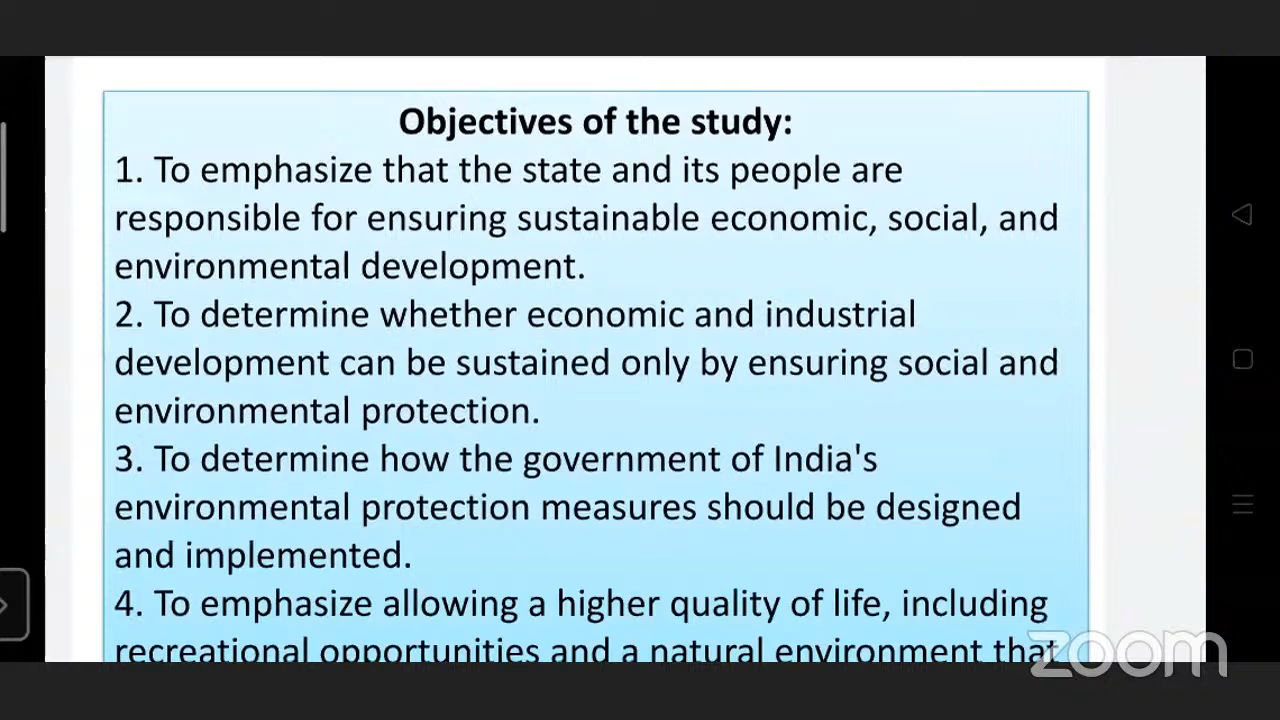 Objectives of the study:
1. To emphasize that the state and its people are
responsible for ensuring sustainable economic, social, and
environmental development.
2. To determine whether economic and industrial
development can be sustained only by ensuring social and
environmental protection.
3. To determine how the government of India's
environmental protection measures should be designed
and implemented.
4. To emphasize allowing a higher quality of life, including
recreational opportunities and a natural environment that
zoom